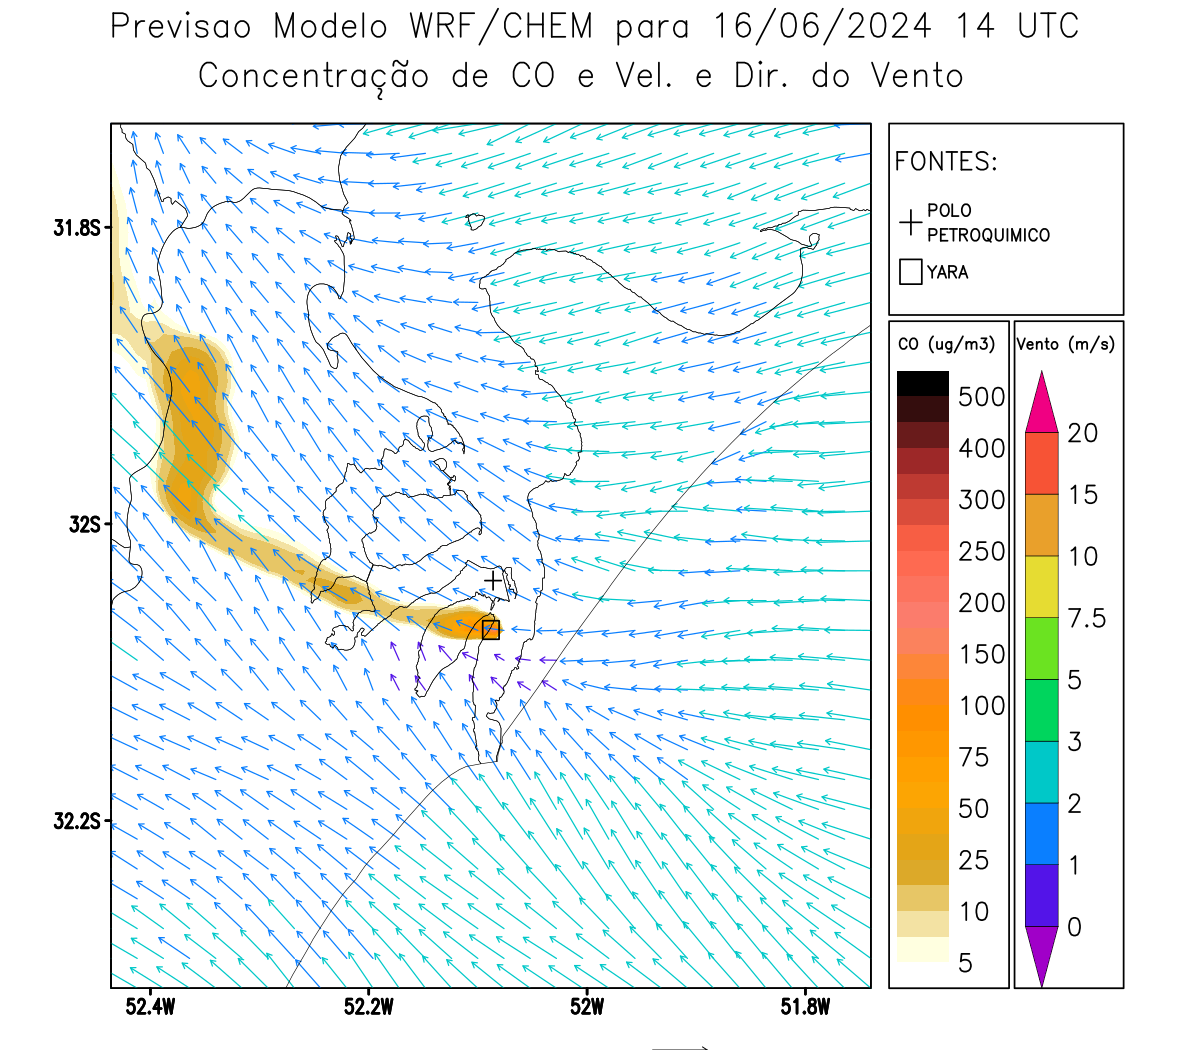 Previsao Modelo WRF/CHEM para 16/06/2024 14 UTC
Concentração de CO e Vel. e Dir. do Vento
FONTES:
POLO
PETROQUIMICO
YARA
CO (ug/m3)
500
400
300
250
200
150
100
75
50
25
10
5
Vento (m/s)
20
15
10
7.5
5
3
2
1
0
31.8S
32S
32.2S
52.4W
52.2W
52W
51.8W